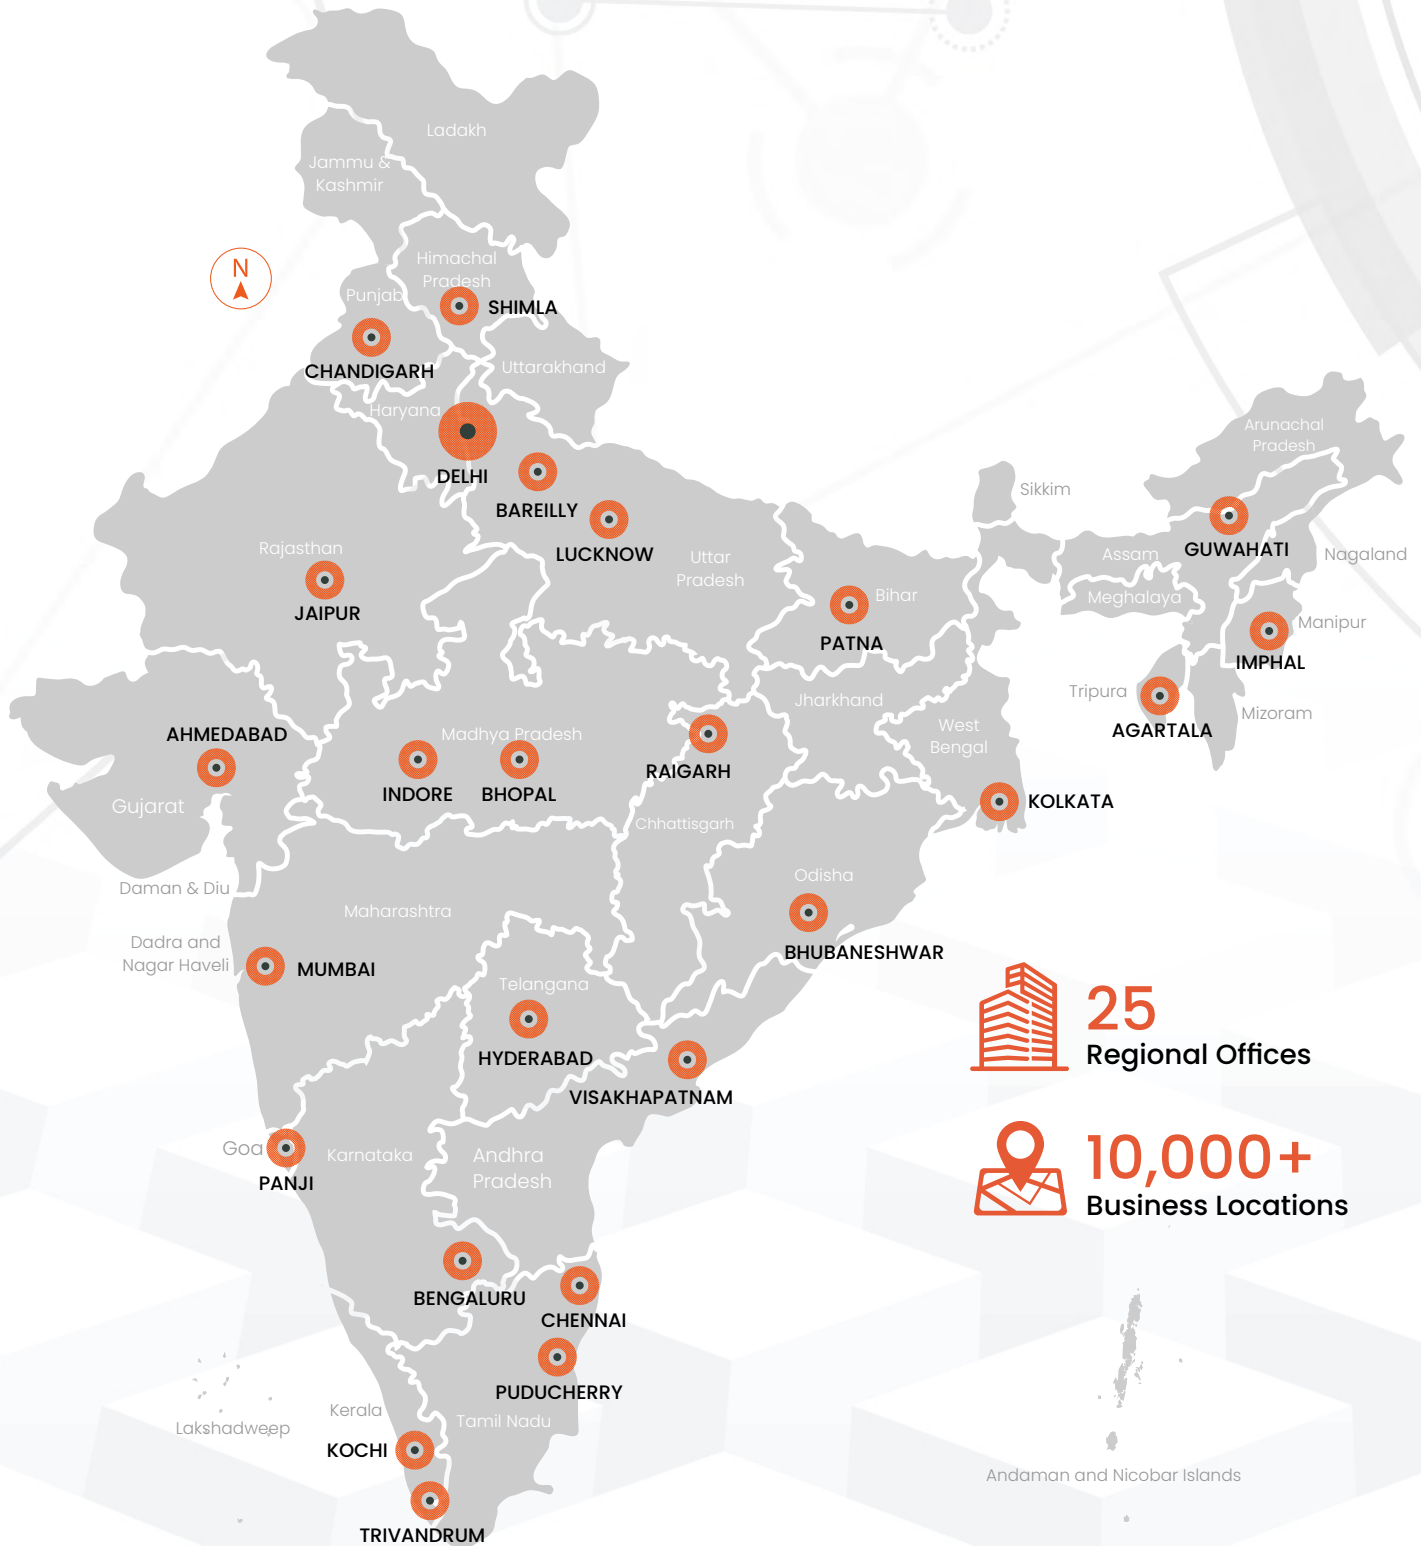 Ladakh
Jammu &
Kashmir
N
Himachal
Pradesh
Punjab
SHIMLA
CHANDIGARH
Uttarakhand
Haryana
DELHI
BAREILLY
LUCKNOW
Uttar
Pradesh
Rajasthan
JAIPUR
Bihar
PATNA
Sikkim
Arunachal
Pradesh
Assam
GUWAHATI
Nagaland
Meghalaya
Manipur
IMPHAL
Tripura
AGARTALA
Mizoram
Jharkhand
West
Bengal
KOLKATA
AHMEDABAD
Gujarat
Madhya Pradesh
INDORE
BHOPAL
RAIGARH
Chhattisgarh
Odisha
BHUBANESHWAR
Daman & Diu
Maharashtra
Dadra and
Nagar Haveli
MUMBAI
Telangana
HYDERABAD
VISAKHAPATNAM
25
Regional Offices
10,000+
Business Locations
Goa
PANJI
Karnataka
Andhra
Pradesh
BENGALURU
CHENNAI
PUDUCHERRY
Kerala
Tamil Nadu
Lakshadweep
KOCHI
TRIVANDRUM
Andaman and Nicobar Islands